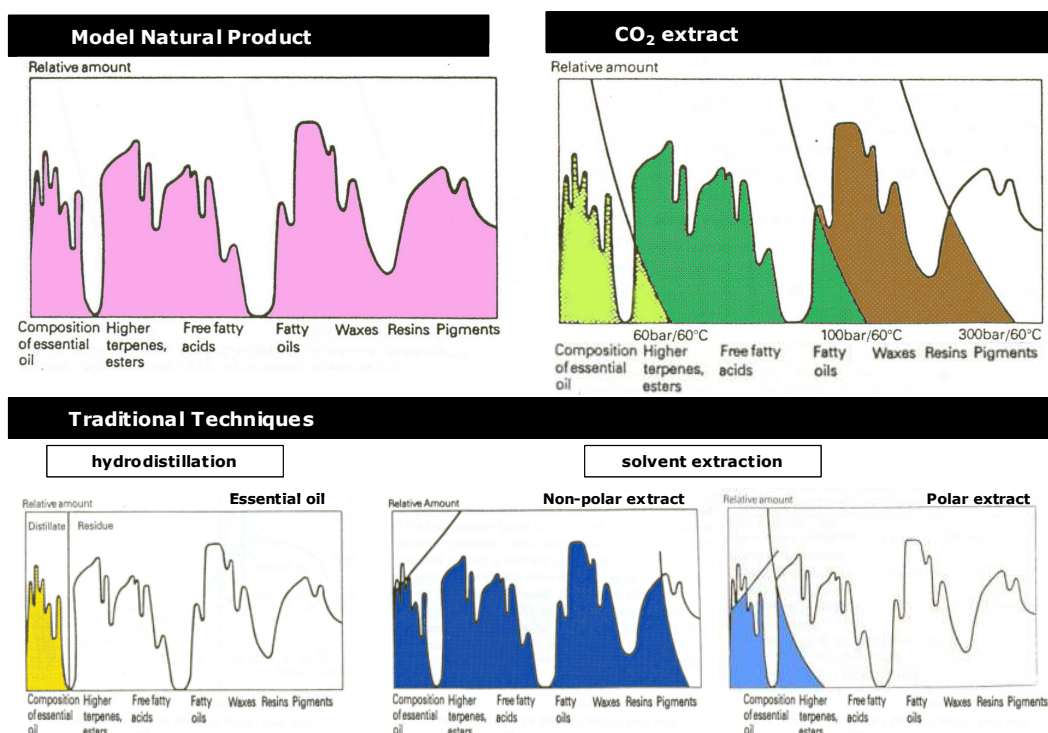 Model Natural Product
Relative amount
Composition of essential oil
Higher terpenes, esters
Free fatty acids
Fatty oils
Waxes
Resins
Pigments
CO₂ extract
Relative amount
60bar/60°C
100bar/60°C
300bar/60°C
Composition of essential oil
Higher terpenes, esters
Free fatty acids
Fatty oils
Waxes
Resins
Pigments
Traditional Techniques
hydrodistillation
solvent extraction
Relative amount
Essential oil
Distillate
Residue
Composition of essential oil
Higher terpenes, esters
Free fatty acids
Fatty oils
Waxes
Resins
Pigments
Relative Amount
Non-polar extract
Composition of essential oil
Higher terpenes, esters
Free fatty acids
Fatty oils
Waxes
Resins
Pigments
Relative amount
Polar extract
Composition of essential oil
Higher terpenes, esters
Free fatty acids
Fatty oils
Waxes
Resins
Pigments